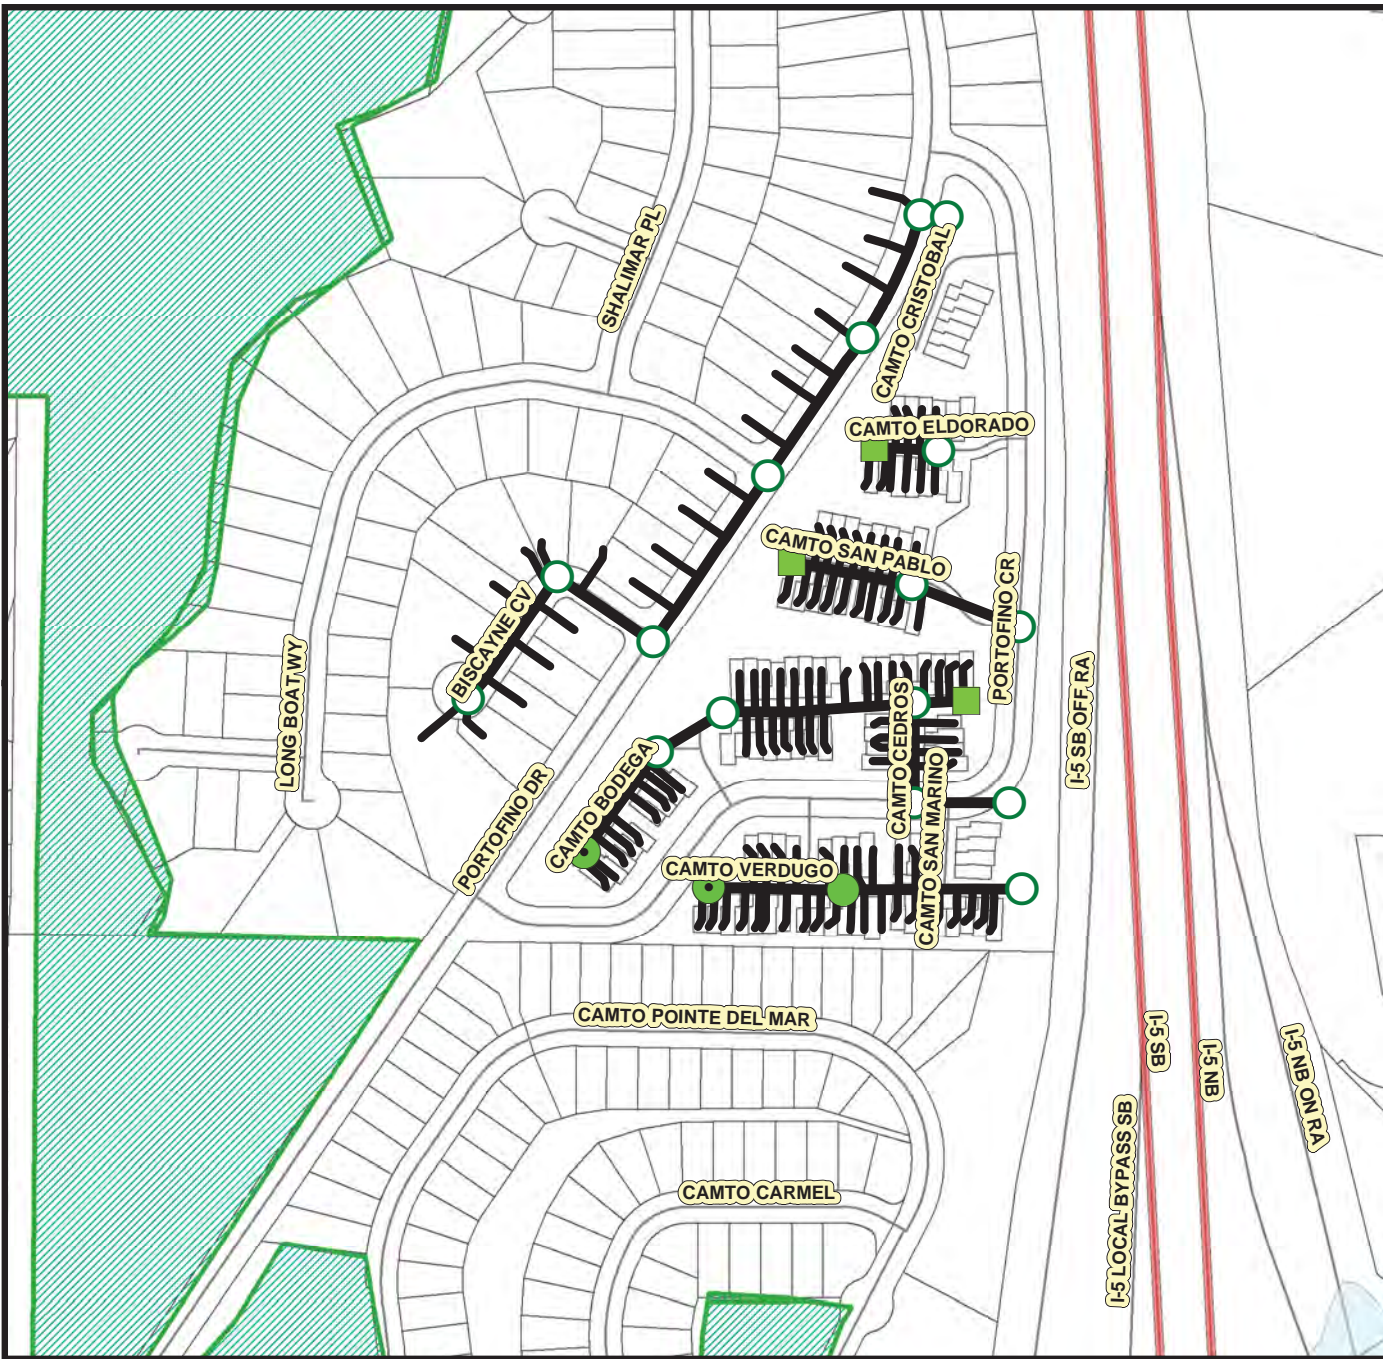 SHALIMAR PL
CAMTO CRISTOBAL
CAMTO ELDORADO
CAMTO SAN PABLO
PORTOFINO CR
BISCAYNE CV
LONG BOAT WY
I-5 SB OFF RA
CAMTO CEDROS
CAMTO BODEGA
CAMTO SAN MARINO
PORTOFINO DR
CAMTO VERDUGO
CAMTO POINTE DEL MAR
I-5 SB
I-5 NB
I-5 NB ON RA
CAMTO CARMEL
I-5 LOCAL BYPASS SB